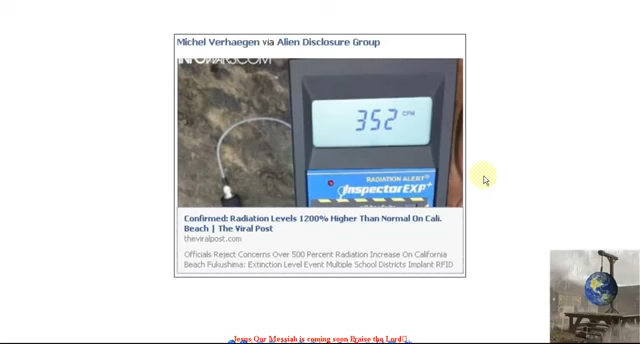 Michel Verhaegen via Alien Disclosure Group
INFOWARS.COM
352 CPM
RADIATION ALERT
InspectorEXP+
Confirmed: Radiation Levels 1200% Higher Than Normal On Cali.
Beach | The Viral Post
theviralpost.com
Officials Reject Concerns Over 500 Percent Radiation Increase On California
Beach Fukushima: Extinction Level Event Multiple School Districts Implant RFID
Jesus Our Messiah is coming soon Praise the Lord